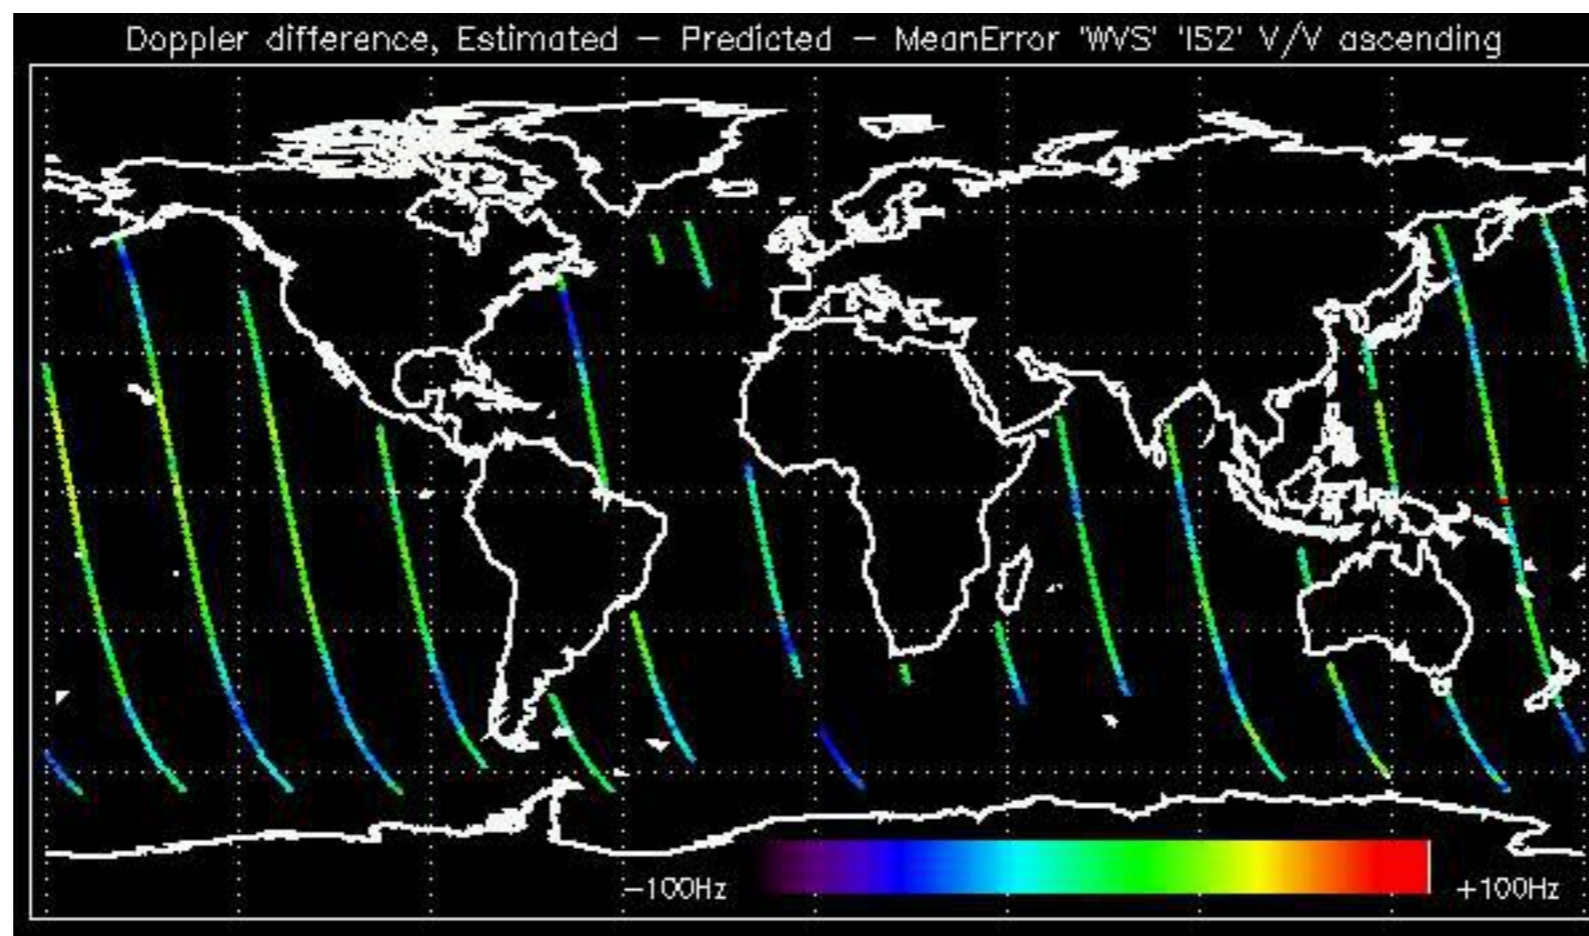 Doppler difference, Estimated – Predicted – MeanError 'WVS' 'IS2' V/V ascending
–100Hz
+100Hz